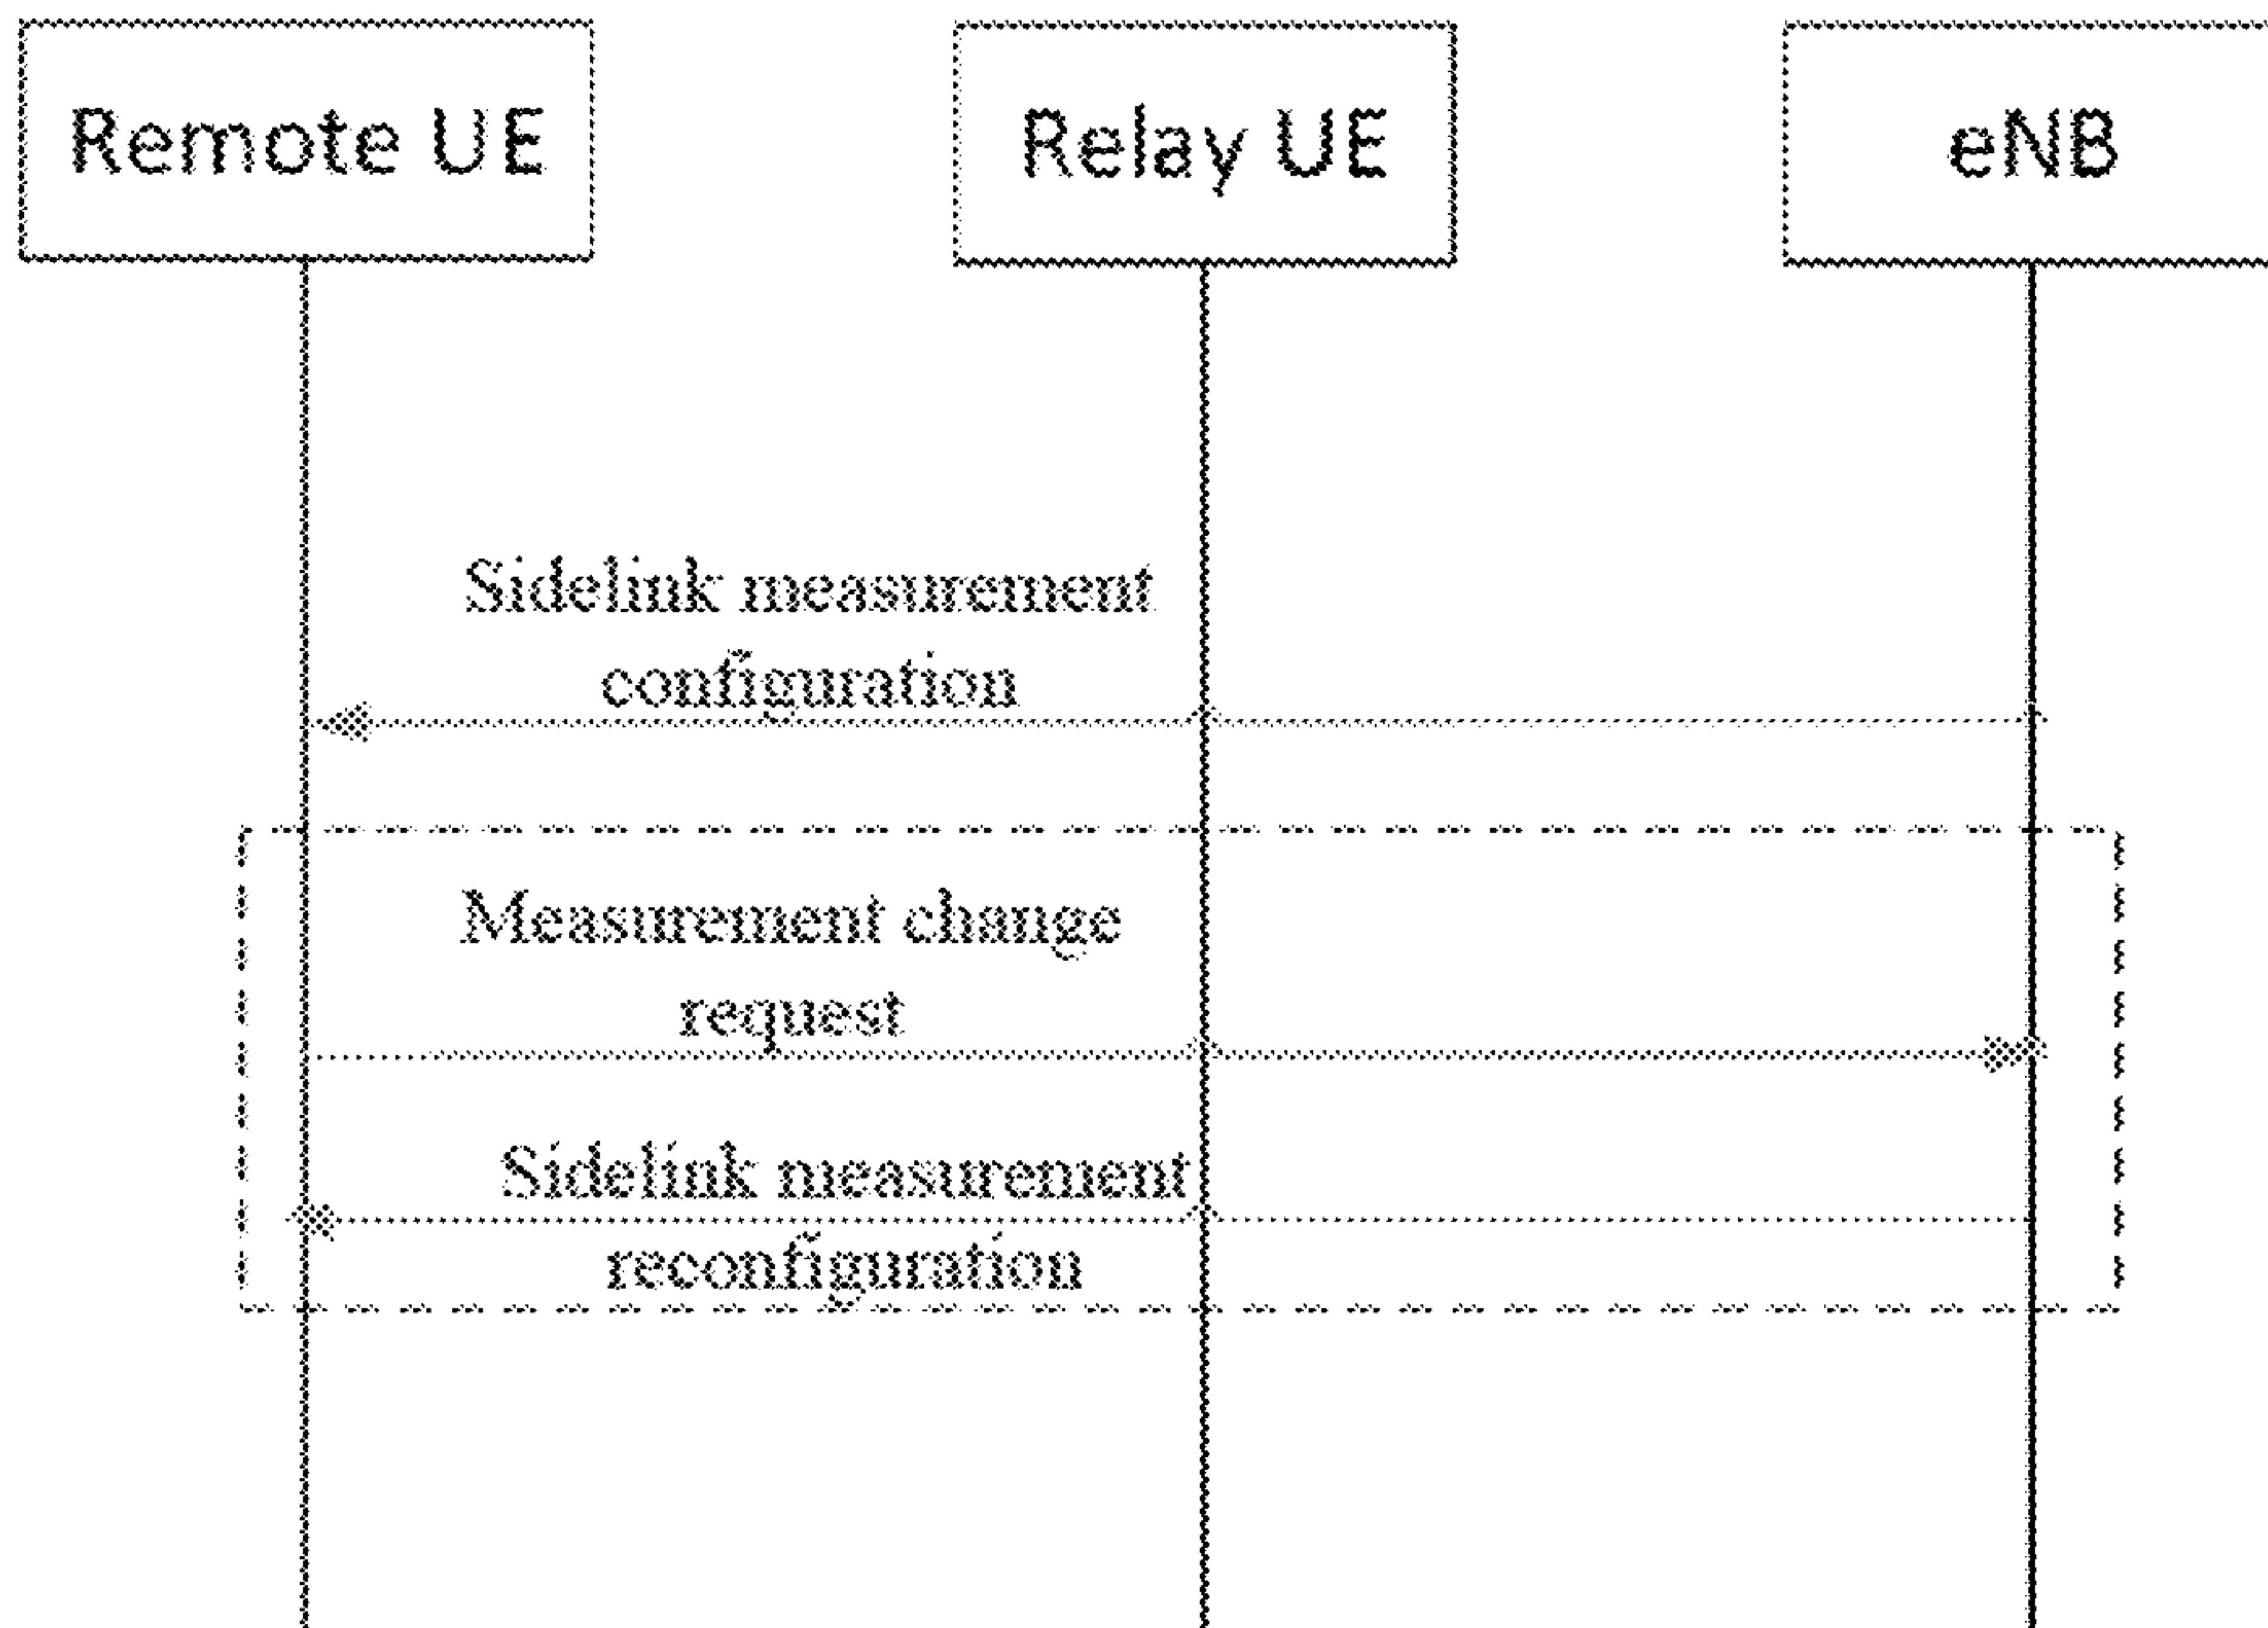 Remote UE
Relay UE
eNB
Sidelink measurement
configuration
Measurement change
request
Sidelink measurement
reconfiguration